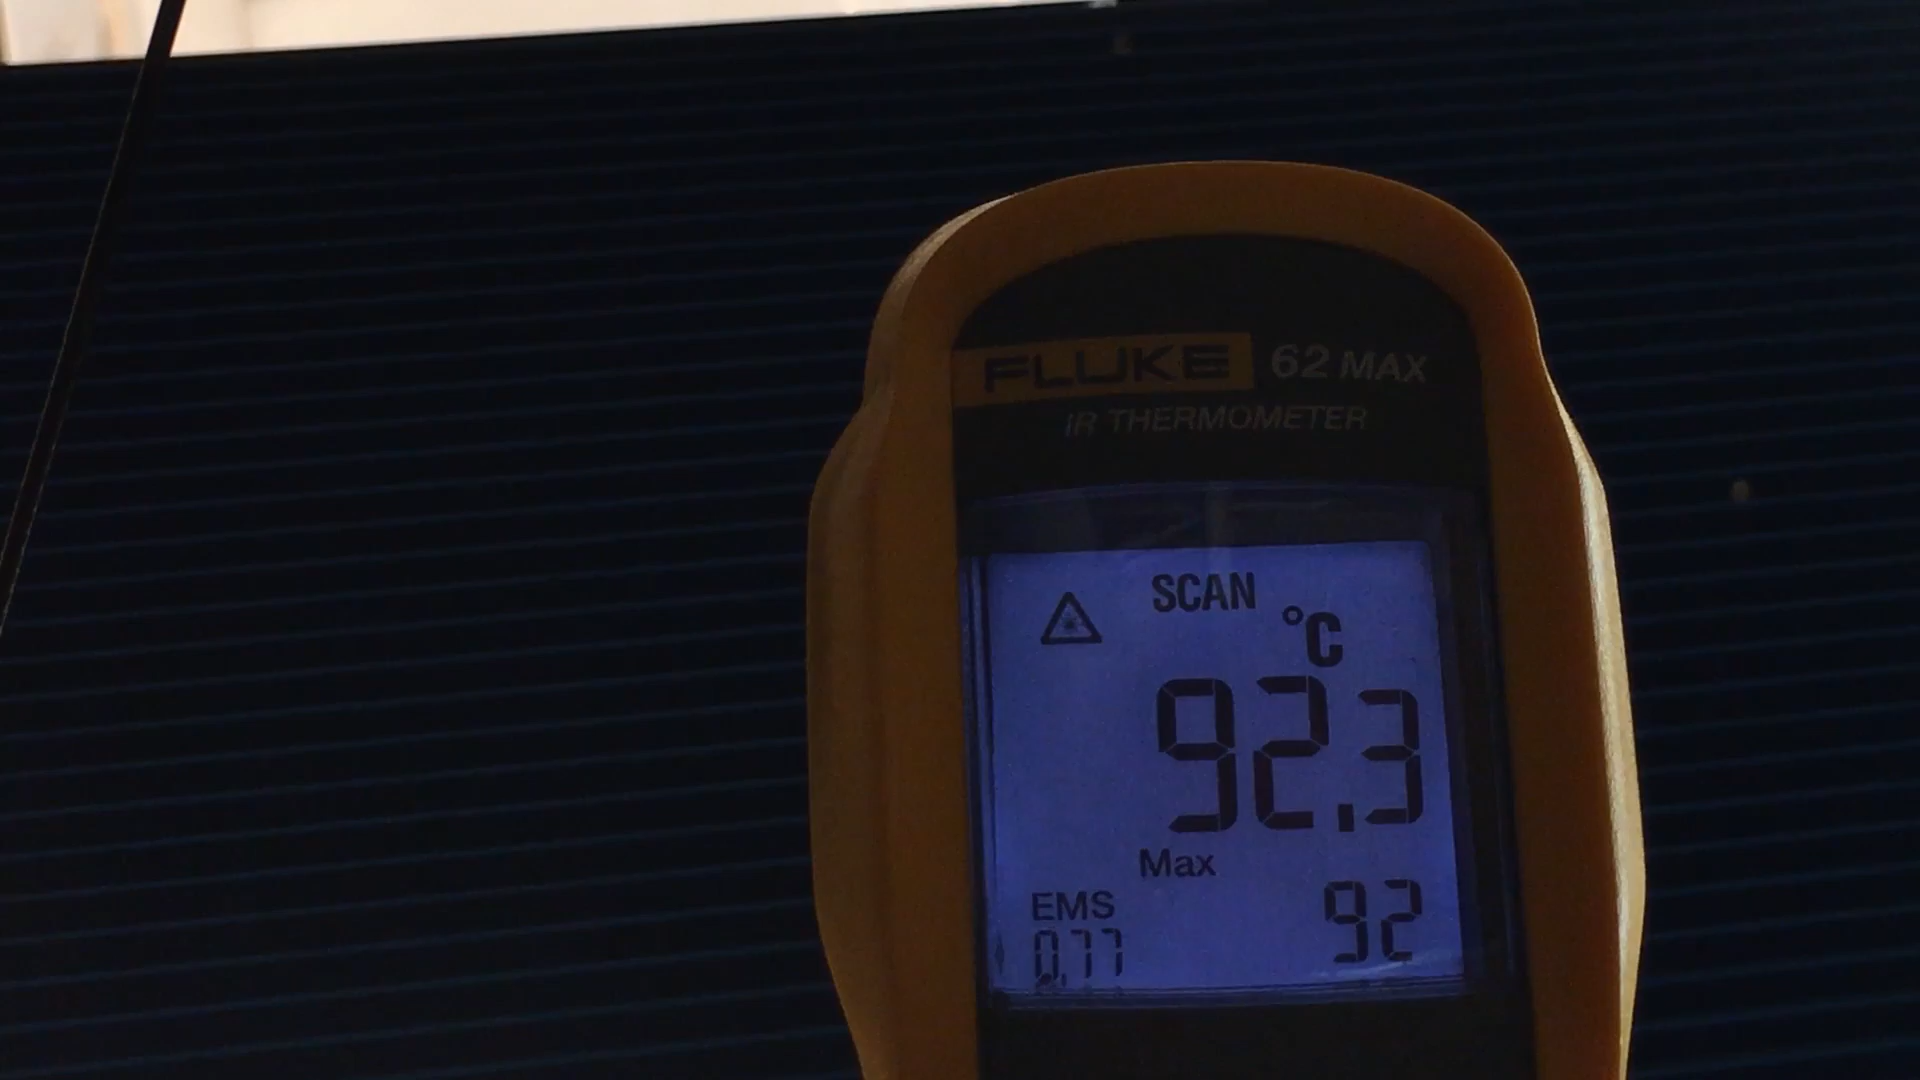 FLUKE 62 MAX
IR THERMOMETER
SCAN
°C
92.3
Max
EMS 92
0.77